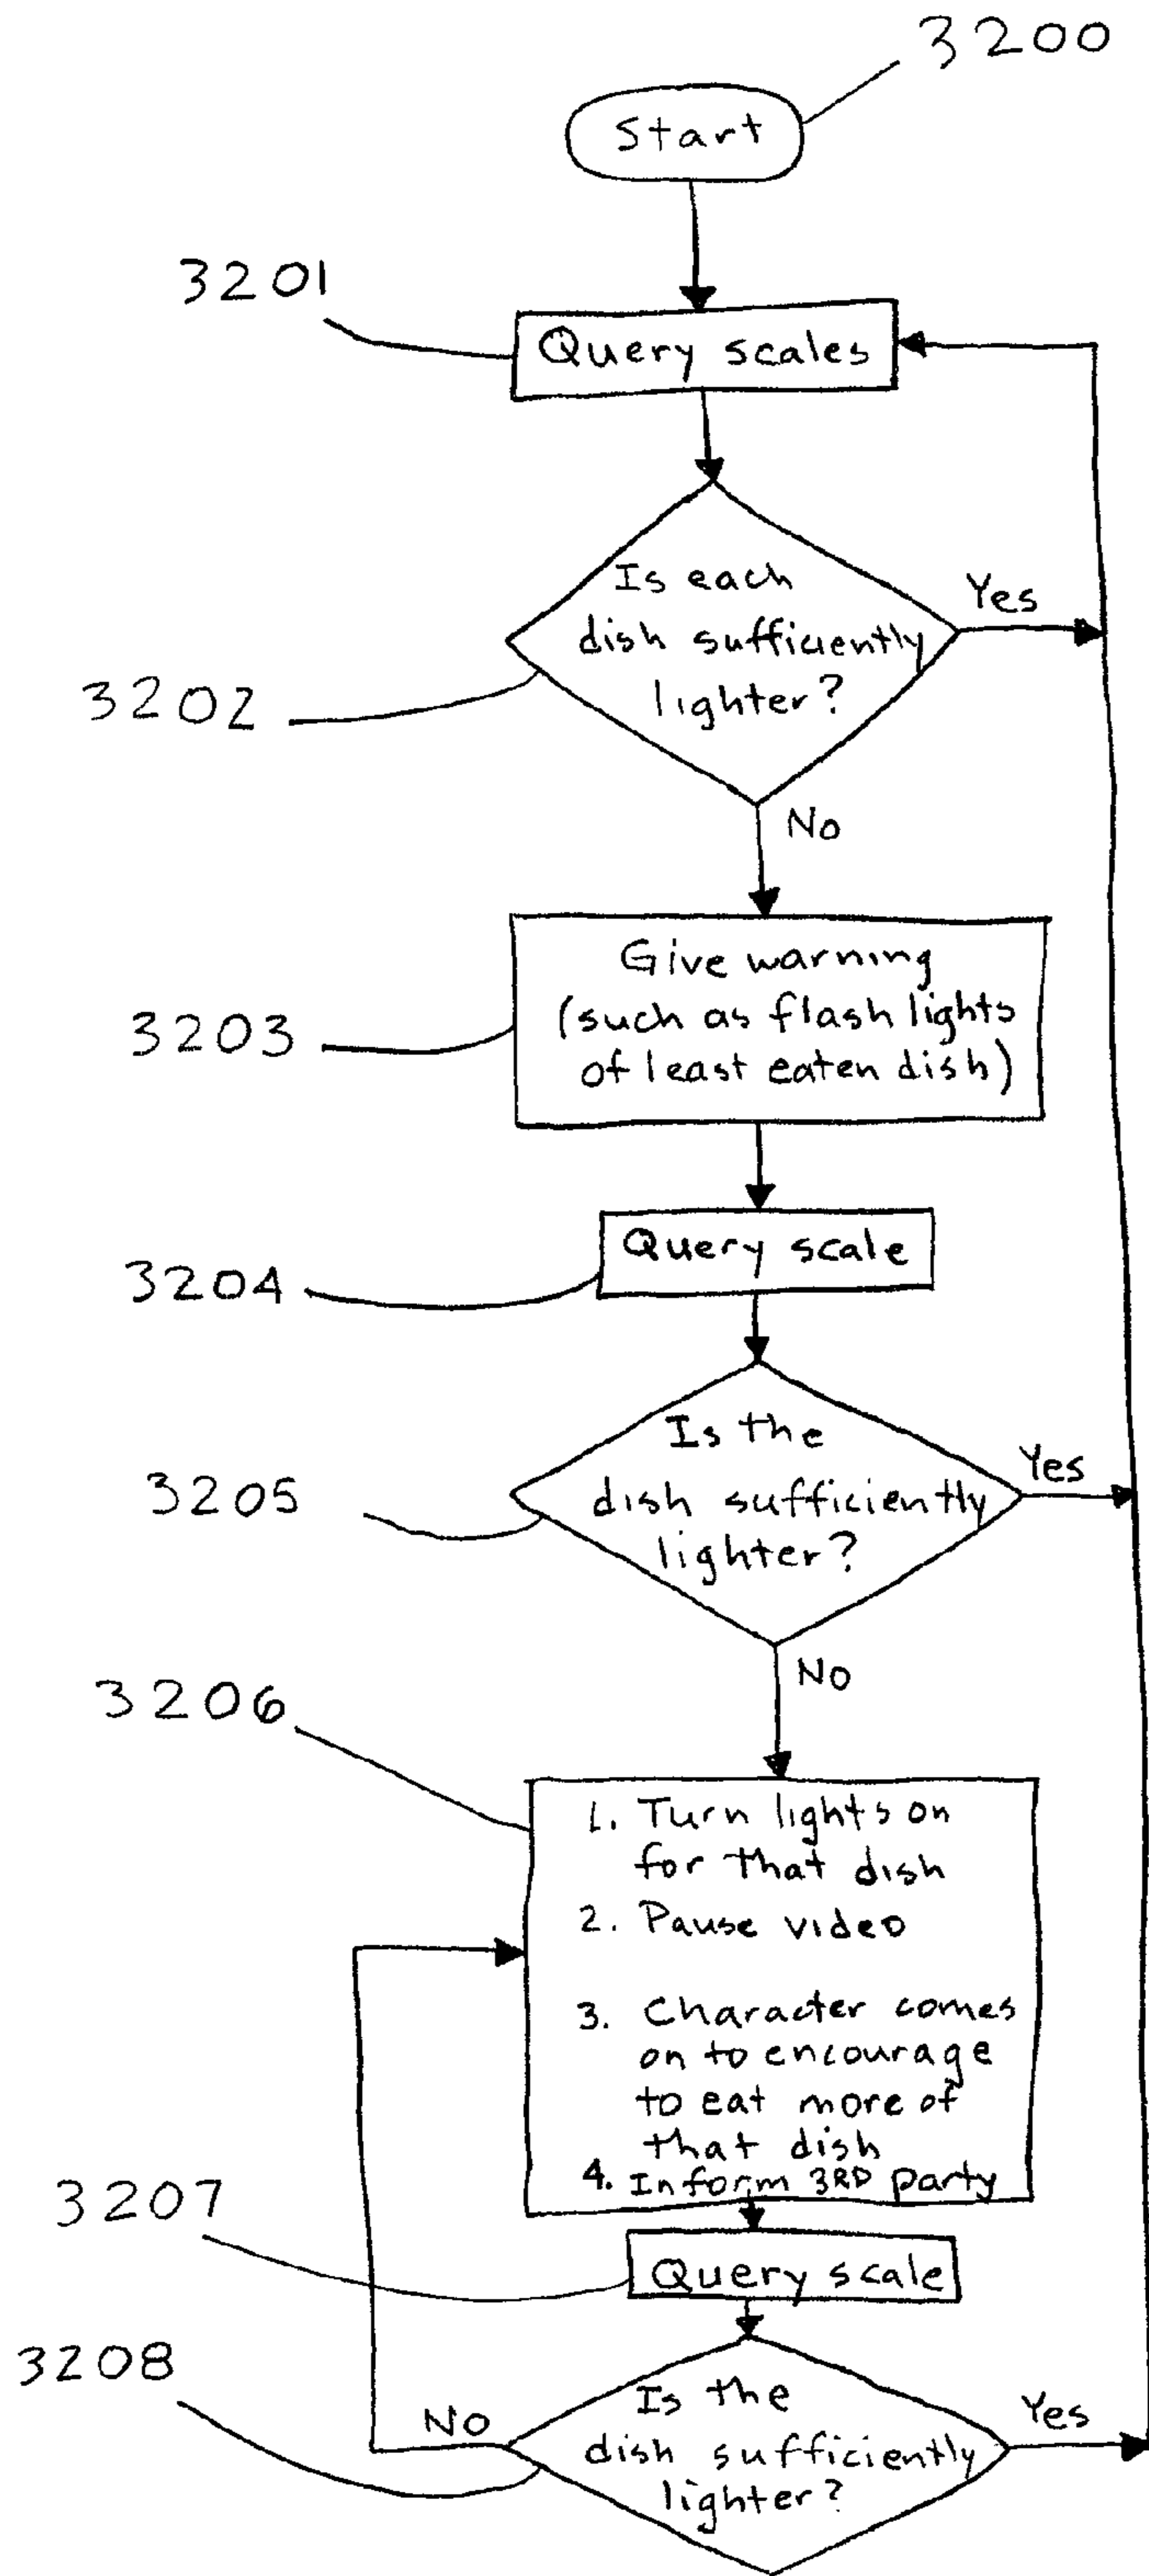 3200
Start
3201
Query scales
Is each
dish sufficiently
lighter?
Yes
3202
No
Give warning
(such as flash lights
of least eaten dish)
3203
Query scale
3204
Is the
dish sufficiently
lighter?
Yes
3205
No
3206
1. Turn lights on
for that dish
2. Pause video
3. Character comes
on to encourage
to eat more of
that dish
4. Inform 3RD party
3207
Query scale
3208
No
Is the
dish sufficiently
lighter?
Yes